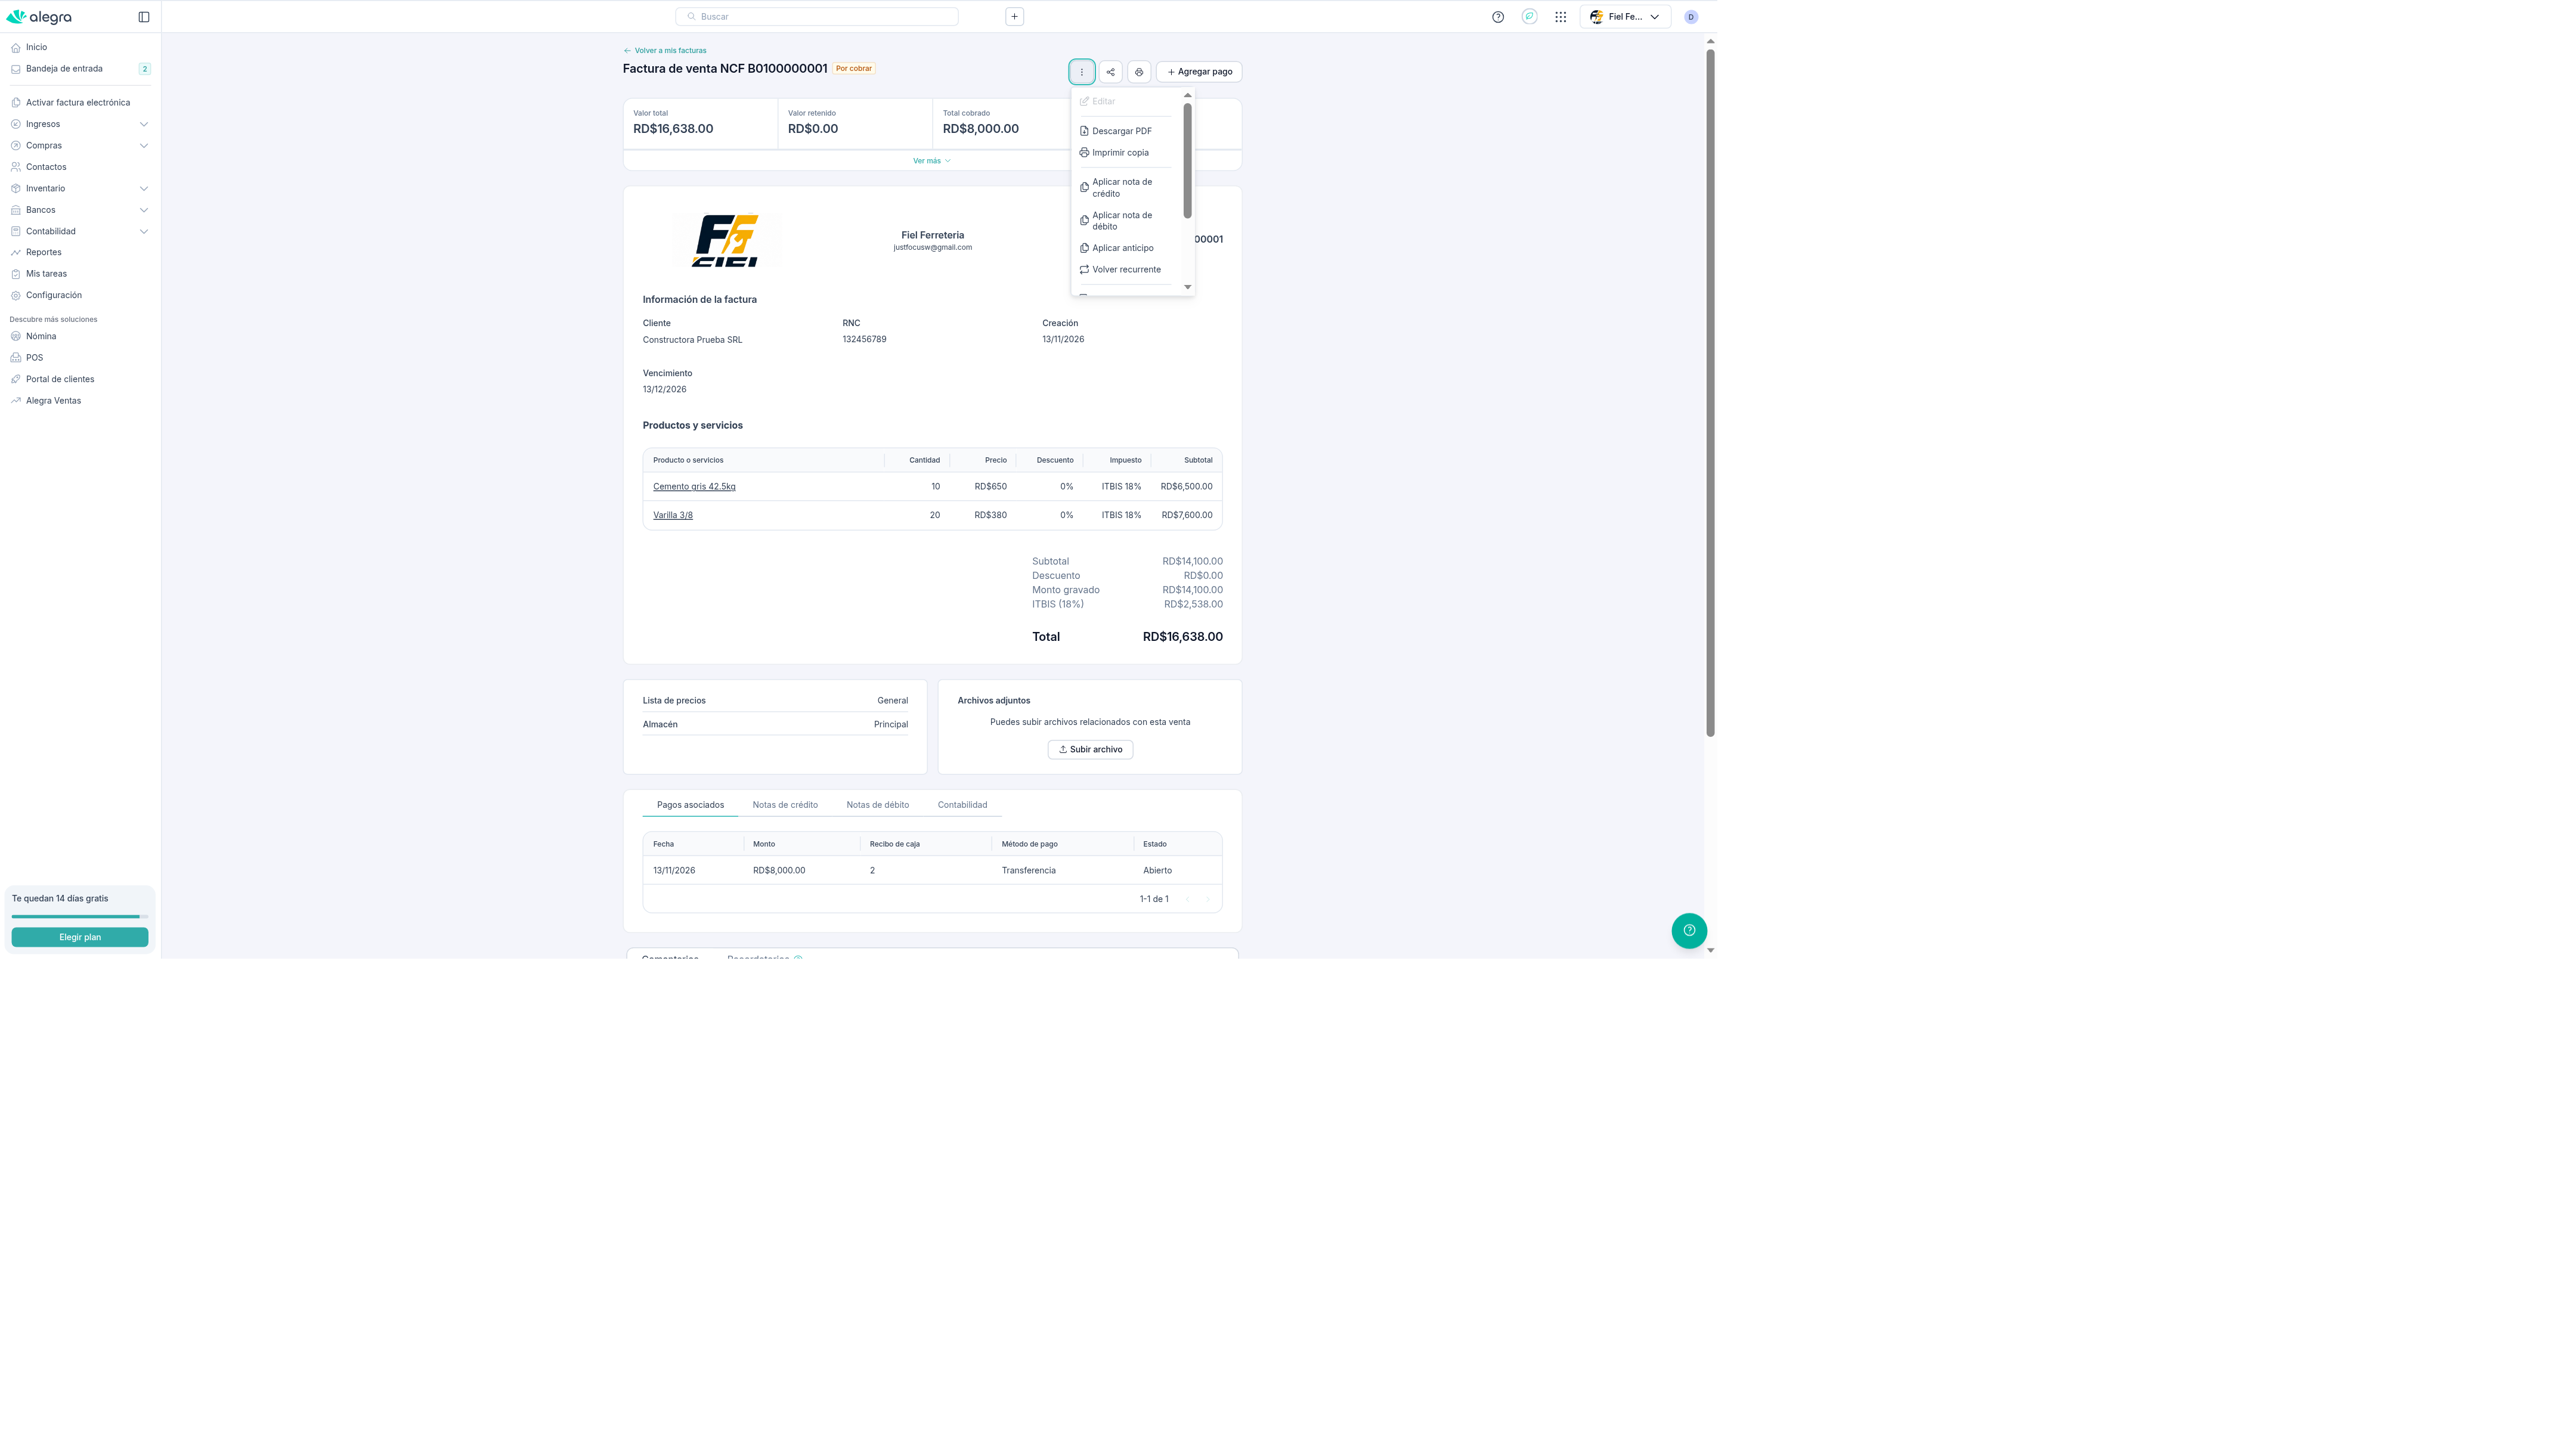 alegra
Buscar
Fiel Fe...
D
Inicio
Bandeja de entrada 2
Activar factura electrónica
Ingresos
Compras
Contactos
Inventario
Bancos
Contabilidad
Reportes
Mis tareas
Configuración
Descubre más soluciones
Nómina
POS
Portal de clientes
Alegra Ventas
Te quedan 14 días gratis
Elegir plan
Volver a mis facturas
Factura de venta NCF B0100000001 Por cobrar
Agregar pago
Editar
Descargar PDF
Imprimir copia
Aplicar nota de
crédito
Aplicar nota de
débito
Aplicar anticipo
Volver recurrente
Valor total Valor retenido Total cobrado
RD$16,638.00 RD$0.00 RD$8,000.00
Ver más
FF
Fiel Ferreteria
justfocusw@gmail.com
00001
Información de la factura
Cliente RNC Creación
Constructora Prueba SRL 132456789 13/11/2026
Vencimiento
13/12/2026
Productos y servicios
Producto o servicios Cantidad Precio Descuento Impuesto Subtotal
Cemento gris 42.5kg 10 RD$650 0% ITBIS 18% RD$6,500.00
Varilla 3/8 20 RD$380 0% ITBIS 18% RD$7,600.00
Subtotal RD$14,100.00
Descuento RD$0.00
Monto gravado RD$14,100.00
ITBIS (18%) RD$2,538.00
Total RD$16,638.00
Lista de precios General
Almacén Principal
Archivos adjuntos
Puedes subir archivos relacionados con esta venta
Subir archivo
Pagos asociados Notas de crédito Notas de débito Contabilidad
Fecha Monto Recibo de caja Método de pago Estado
13/11/2026 RD$8,000.00 2 Transferencia Abierto
1-1 de 1
Comentarios Recordatorios